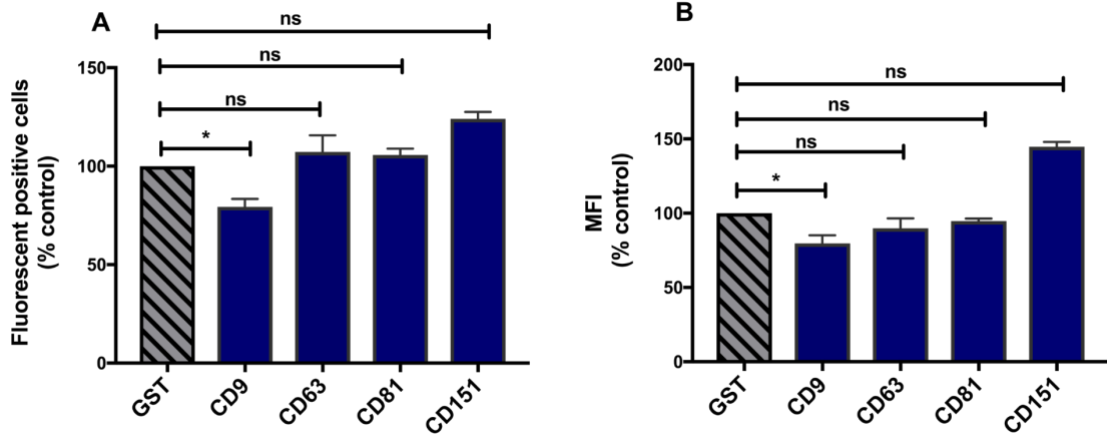 A
ns
ns
ns
*
Fluorescent positive cells
(% control)
150
100
50
0
GST
CD9
CD63
CD81
CD151
B
ns
ns
ns
*
MFI
(% control)
200
150
100
50
0
GST
CD9
CD63
CD81
CD151